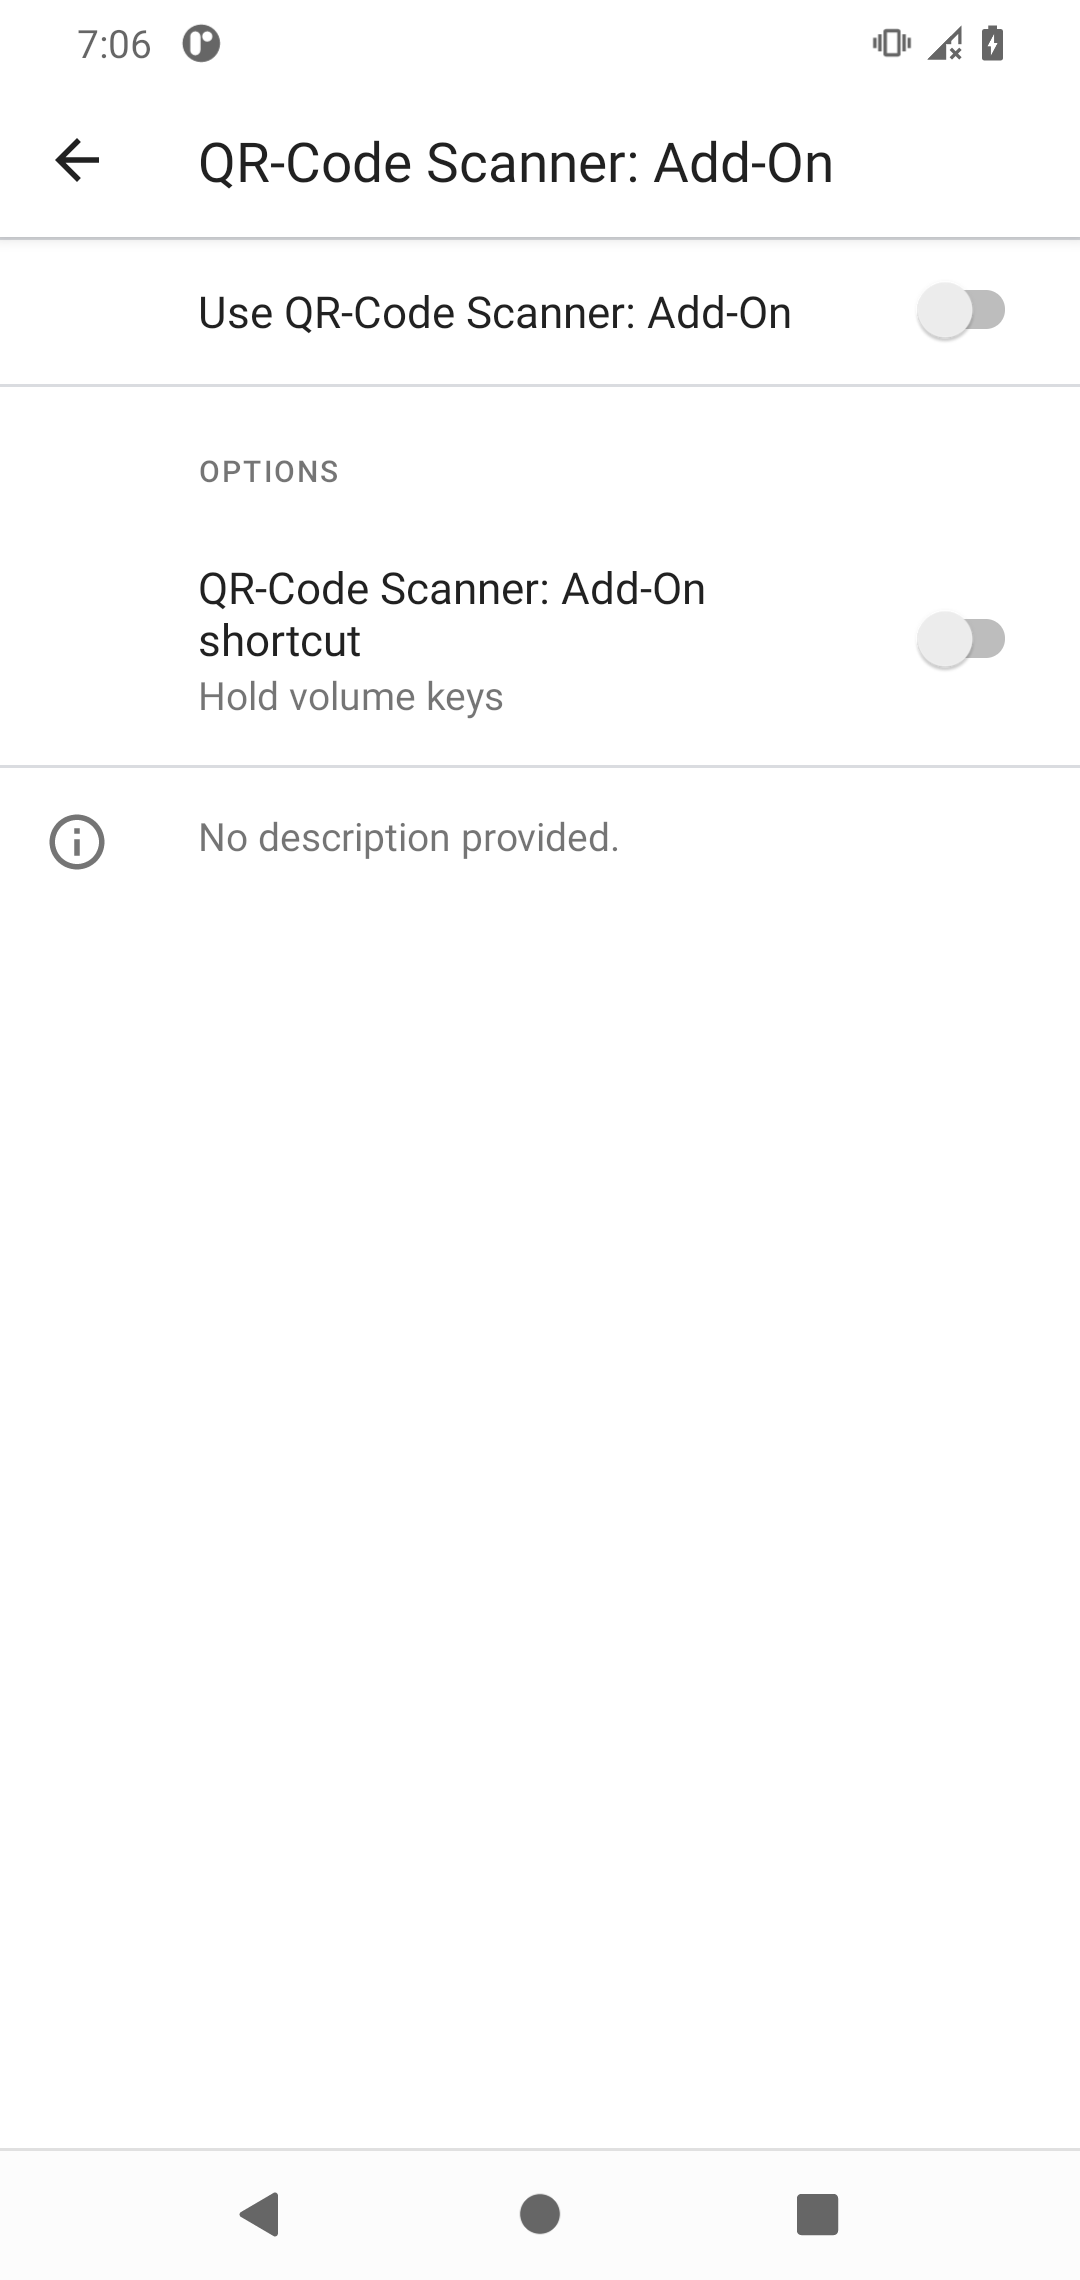 7:06
QR-Code Scanner: Add-On
Use QR-Code Scanner: Add-On
OPTIONS
QR-Code Scanner: Add-On
shortcut
Hold volume keys
No description provided.